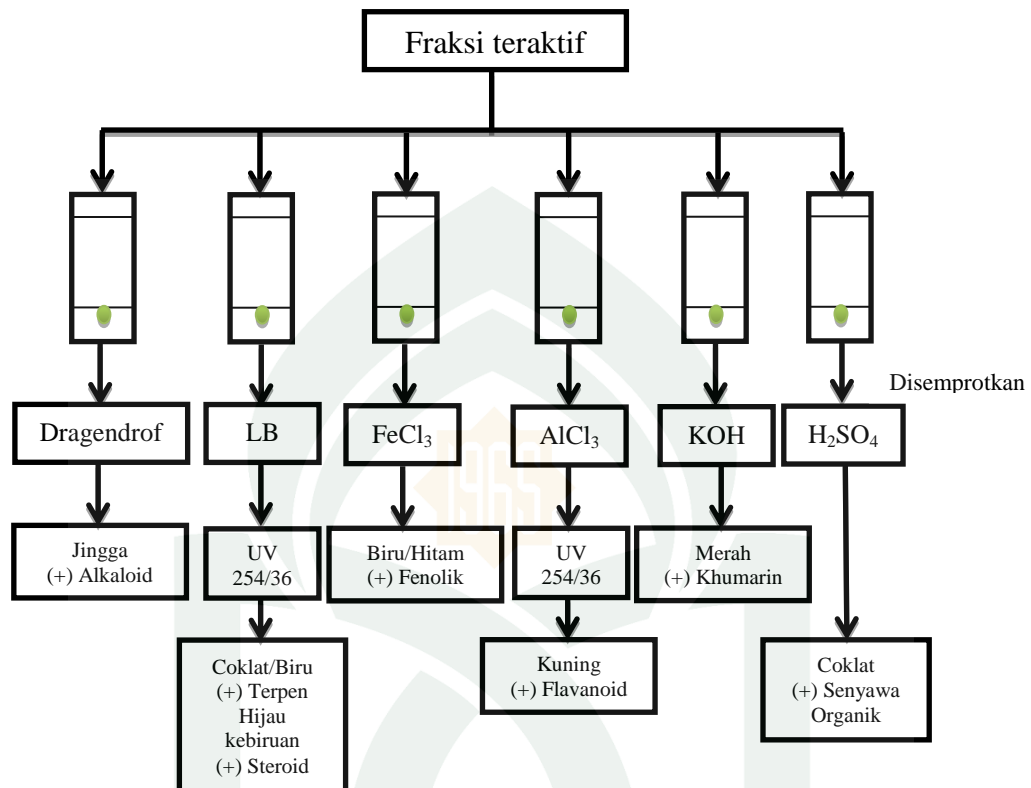 Fraksi teraktif
Disemprotkan
Dragendrof
LB
FeCl₃
AlCl₃
KOH
H₂SO₄
Jingga
(+) Alkaloid
UV
254/36
Biru/Hitam
(+) Fenolik
UV
254/36
Merah
(+) Khumarin
Coklat/Biru
(+) Terpen
Hijau
kebiruan
(+) Steroid
Kuning
(+) Flavanoid
Coklat
(+) Senyawa
Organik
1965